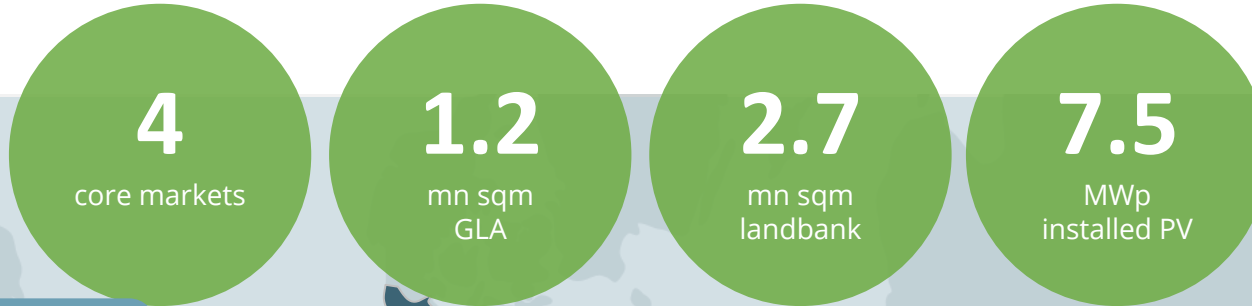 4
core markets
1.2
mn sqm
GLA
2.7
mn sqm
landbank
7.5
MWp
installed PV